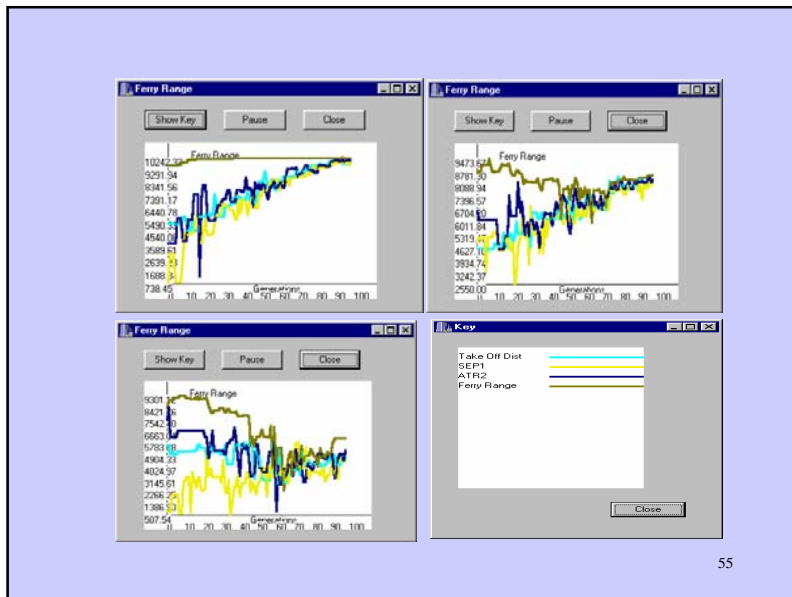 Ferry Range
Show Key Pause Close
Ferry Range
10242.33
9291.94
8341.56
7391.17
6440.78
5490.39
4540.00
3589.61
2639.23
1688.84
738.45
Generations
0 10 20 30 40 50 60 70 80 90 100
Ferry Range
Show Key Pause Close
Ferry Range
9473.67
8781.30
8088.94
7396.57
6704.20
6011.84
4627.10
3934.74
3242.37
2550.00
Generations
0 10 20 30 40 50 60 70 80 90 100
Ferry Range
Show Key Pause Close
Ferry Range
9301.12
8421.76
7542.40
5783.68
4904.33
4024.97
3145.61
2266.25
1386.90
507.54
Generations
0 10 20 30 40 50 60 70 80 90 100
Key
Take Off Dist
SEP1
ATR2
Ferry Range
Close
55